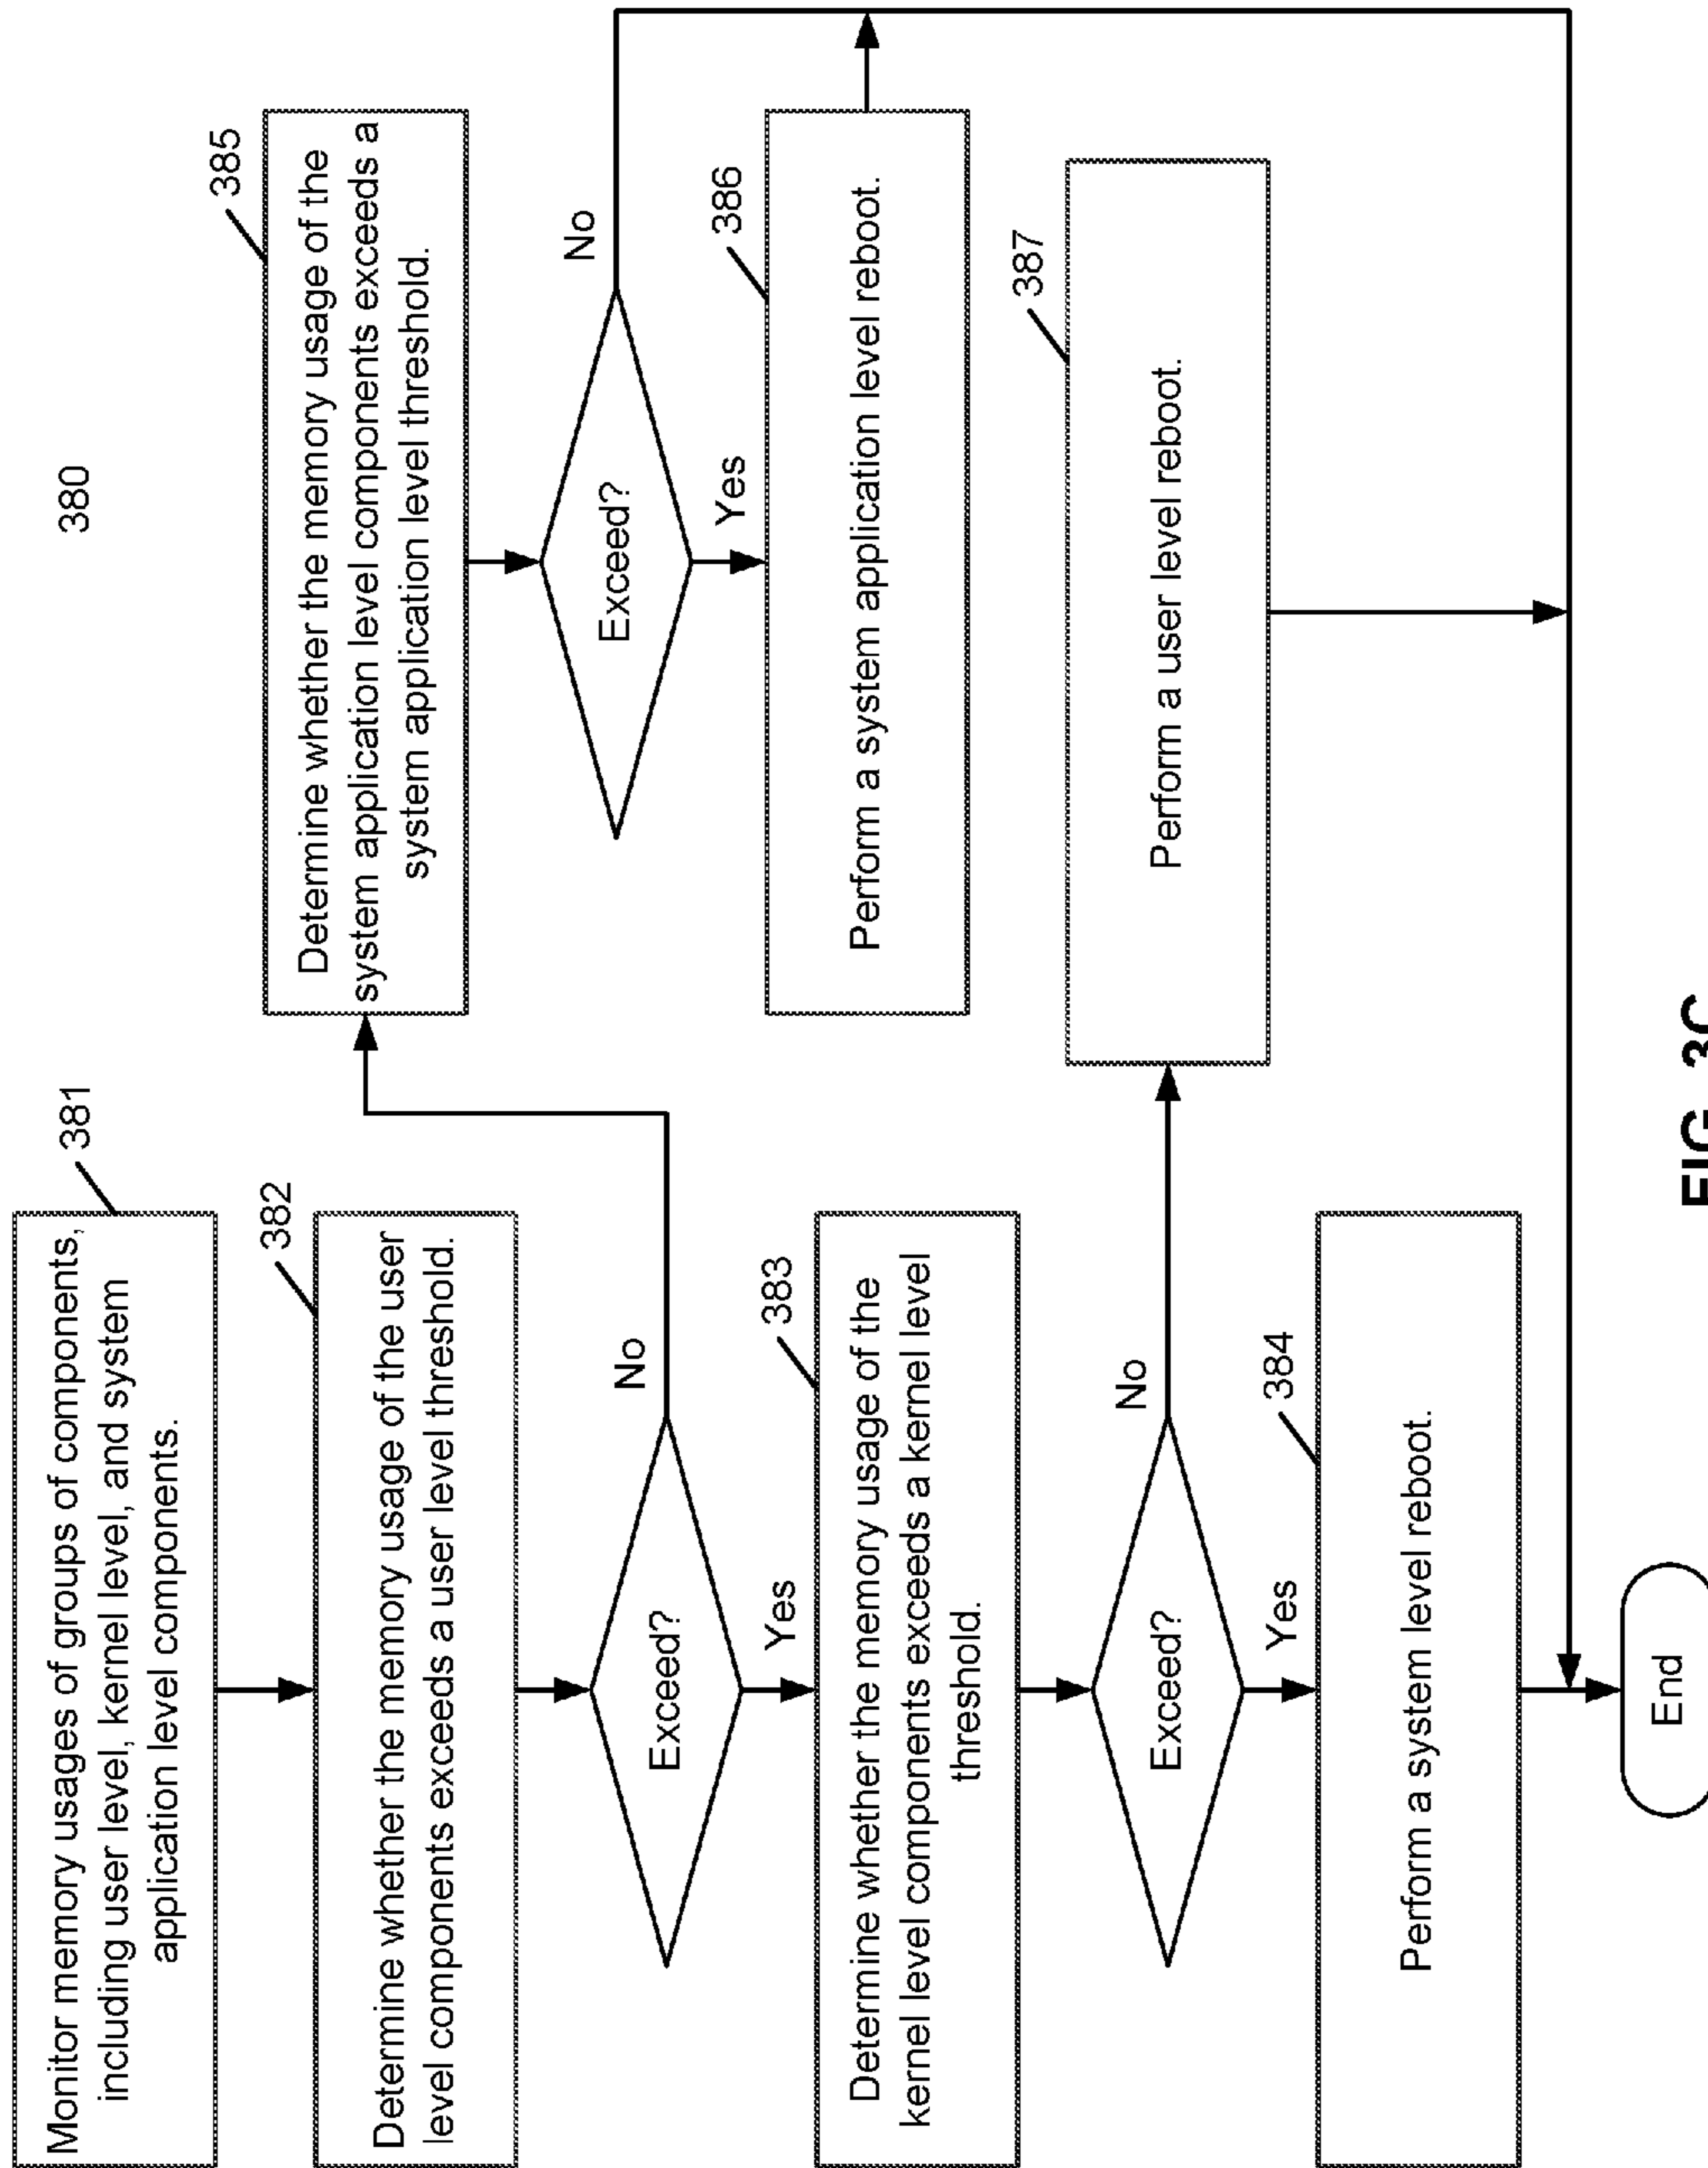 380
381
Monitor memory usages of groups of components,
including user level, kernel level, and system
application level components.
382
Determine whether the memory usage of the user
level components exceeds a user level threshold.
Exceed?
No
Yes
383
Determine whether the memory usage of the
kernel level components exceeds a kernel level
threshold.
Exceed?
No
Yes
384
Perform a system level reboot.
End
385
Determine whether the memory usage of the
system application level components exceeds a
system application level threshold.
Exceed?
No
Yes
386
Perform a system application level reboot.
387
Perform a user level reboot.
FIG. 3C